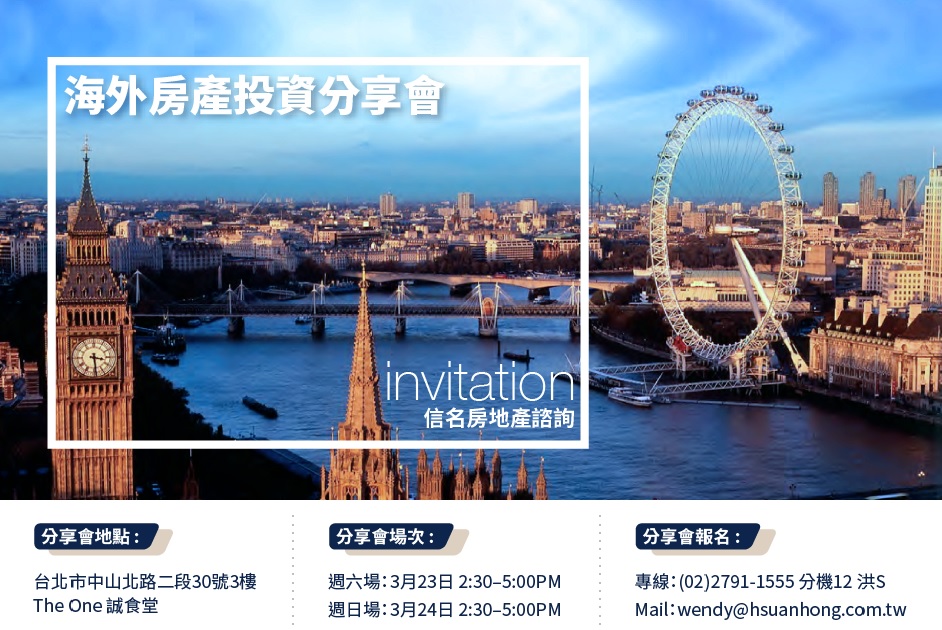 海外房產投資分享會
invitation
信名房地產諮詢
分享會地點：
台北市中山北路二段30號3樓
The One 誠食堂
分享會場次：
週六場：3月23日 2:30–5:00PM
週日場：3月24日 2:30–5:00PM
分享會報名：
專線：(02)2791-1555 分機12 洪S
Mail：wendy@hsuanhong.com.tw